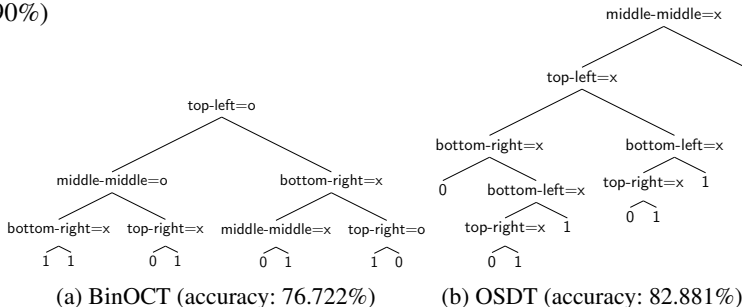 90%)
middle-middle=x
top-left=x
top-left=o
bottom-right=x bottom-left=x
middle-middle=o bottom-right=x
0 bottom-left=x top-right=x 1
bottom-right=x top-right=x middle-middle=x top-right=o
top-right=x 1 0 1
1 1 0 1 0 1 1 0
0 1
(a) BinOCT (accuracy: 76.722%) (b) OSDT (accuracy: 82.881%)